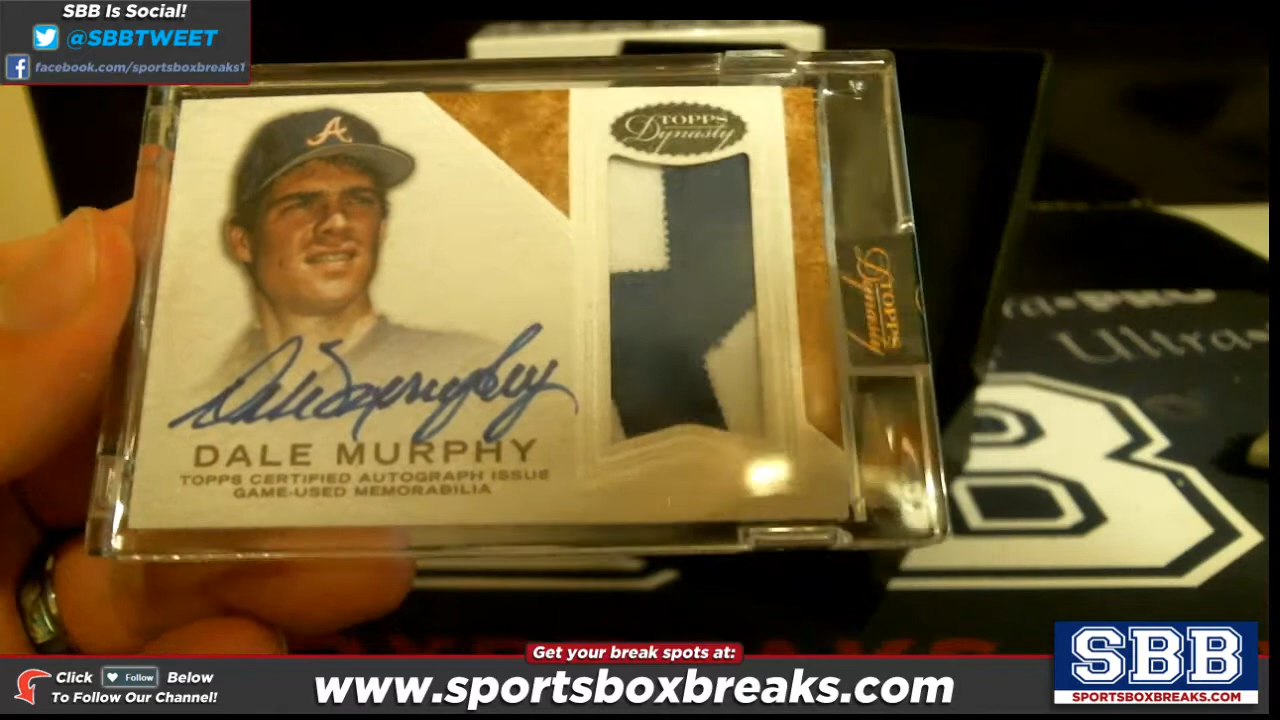 SBB Is Social!
@SBBTWEET
facebook.com/sportsboxbreaks1
A
TOPPS
Dynasty
TOPPS
Dynasty
Dale Murphy
DALE MURPHY
TOPPS CERTIFIED AUTOGRAPH ISSUE
GAME-USED MEMORABILIA
Ultra
B
Get your break spots at:
www.sportsboxbreaks.com
Click Follow Below
To Follow Our Channel!
SBB
SPORTSBOXBREAKS.COM